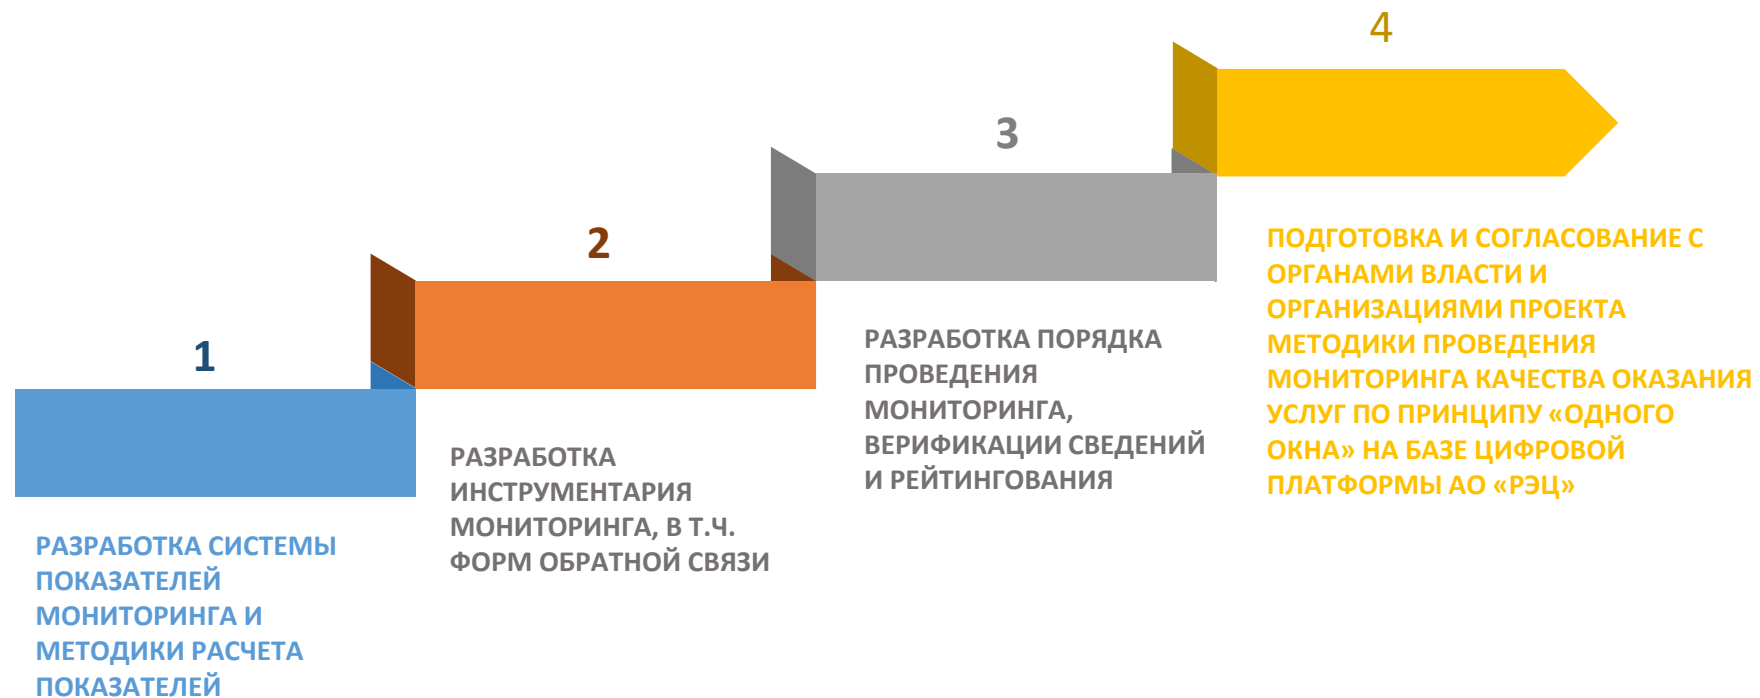 1
РАЗРАБОТКА СИСТЕМЫ
ПОКАЗАТЕЛЕЙ
МОНИТОРИНГА И
МЕТОДИКИ РАСЧЕТА
ПОКАЗАТЕЛЕЙ
2
РАЗРАБОТКА
ИНСТРУМЕНТАРИЯ
МОНИТОРИНГА, В Т.Ч.
ФОРМ ОБРАТНОЙ СВЯЗИ
3
РАЗРАБОТКА ПОРЯДКА
ПРОВЕДЕНИЯ
МОНИТОРИНГА,
ВЕРИФИКАЦИИ СВЕДЕНИЙ
И РЕЙТИНГОВАНИЯ
4
ПОДГОТОВКА И СОГЛАСОВАНИЕ С
ОРГАНАМИ ВЛАСТИ И
ОРГАНИЗАЦИЯМИ ПРОЕКТА
МЕТОДИКИ ПРОВЕДЕНИЯ
МОНИТОРИНГА КАЧЕСТВА ОКАЗАНИЯ
УСЛУГ ПО ПРИНЦИПУ «ОДНОГО
ОКНА» НА БАЗЕ ЦИФРОВОЙ
ПЛАТФОРМЫ АО «РЭЦ»